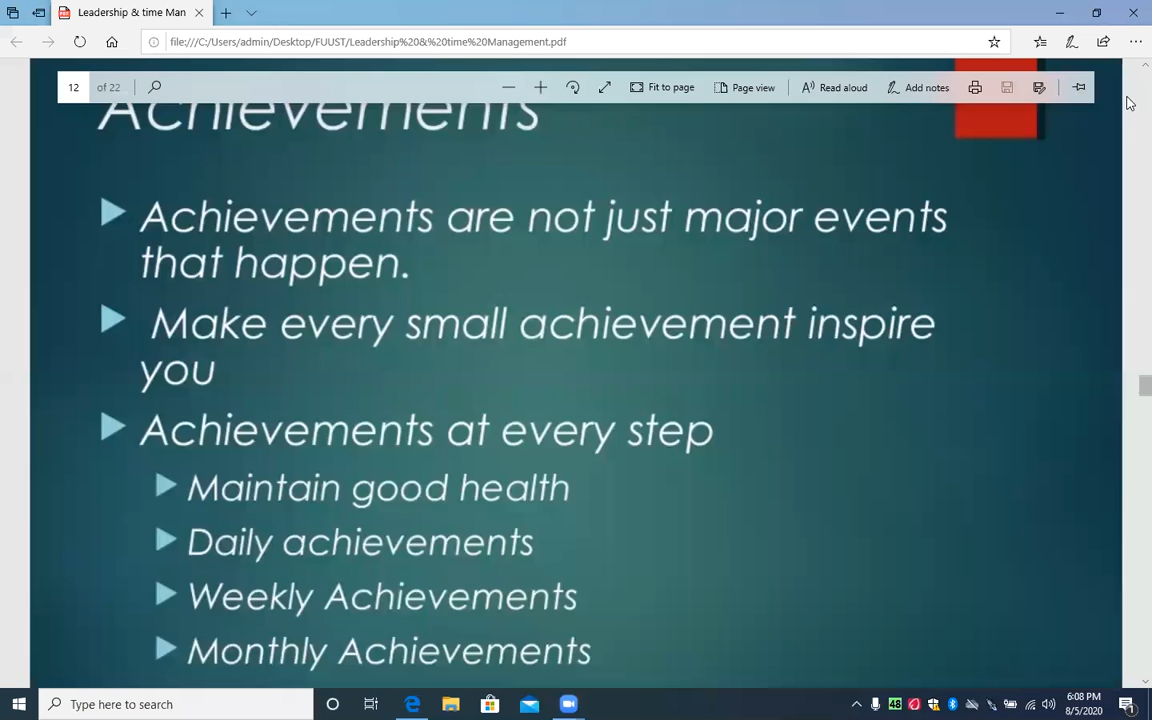 Leadership & time Man
file:///C:/Users/admin/Desktop/FUUST/Leadership%20&%20time%20Management.pdf
12 of 22 Fit to page Page view Read aloud Add notes
Achievements
Achievements are not just major events
that happen.
Make every small achievement inspire
you
Achievements at every step
Maintain good health
Daily achievements
Weekly Achievements
Monthly Achievements
Type here to search
48
6:08 PM
8/5/2020
1